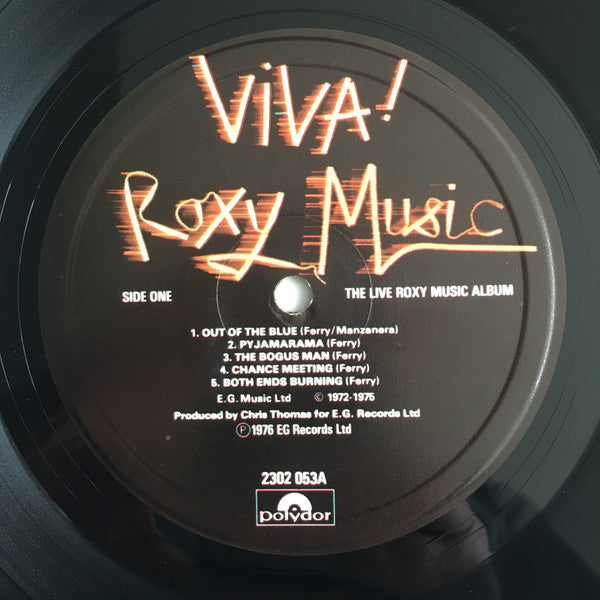 ViVA!
Roxy Music
SIDE ONE
THE LIVE ROXY MUSIC ALBUM
1. OUT OF THE BLUE (Ferry/Manzanera)
2. PYJAMARAMA (Ferry)
3. THE BOGUS MAN (Ferry)
4. CHANCE MEETING (Ferry)
5. BOTH ENDS BURNING (Ferry)
E.G. Music Ltd © 1972-1975
Produced by Chris Thomas for E.G. Records Ltd
℗1976 EG Records Ltd
2302 053A
polydor